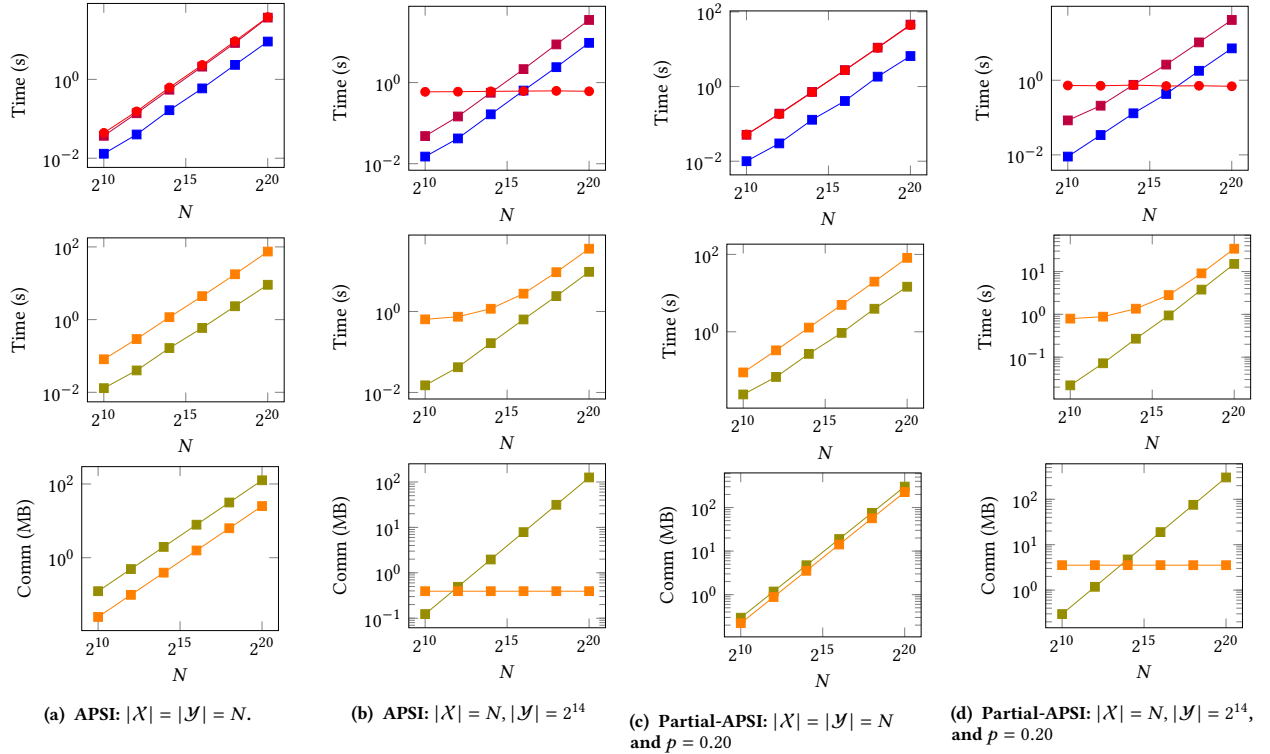 10^2
10^0
10^0
10^0
10^0
10^-2
10^-2
10^-2
10^-2
Time (s)
Time (s)
Time (s)
Time (s)
2^10 2^15 2^20
2^10 2^15 2^20
2^10 2^15 2^20
2^10 2^15 2^20
N
N
N
N
10^2
10^0
10^-2
Time (s)
10^0
10^-2
Time (s)
10^2
10^0
Time (s)
10^1
10^0
10^-1
Time (s)
2^10 2^15 2^20
2^10 2^15 2^20
2^10 2^15 2^20
2^10 2^15 2^20
N
N
N
N
10^2
10^0
Comm (MB)
10^2
10^1
10^0
10^-1
Comm (MB)
10^2
10^1
10^0
Comm (MB)
10^2
10^1
10^0
Comm (MB)
2^10 2^15 2^20
2^10 2^15 2^20
2^10 2^15 2^20
2^10 2^15 2^20
N
N
N
N
(a) APSI: |𝒳| = |𝒴| = N.
(b) APSI: |𝒳| = N, |𝒴| = 2^14
(c) Partial-APSI: |𝒳| = |𝒴| = N
and p = 0.20
(d) Partial-APSI: |𝒳| = N, |𝒴| = 2^14,
and p = 0.20